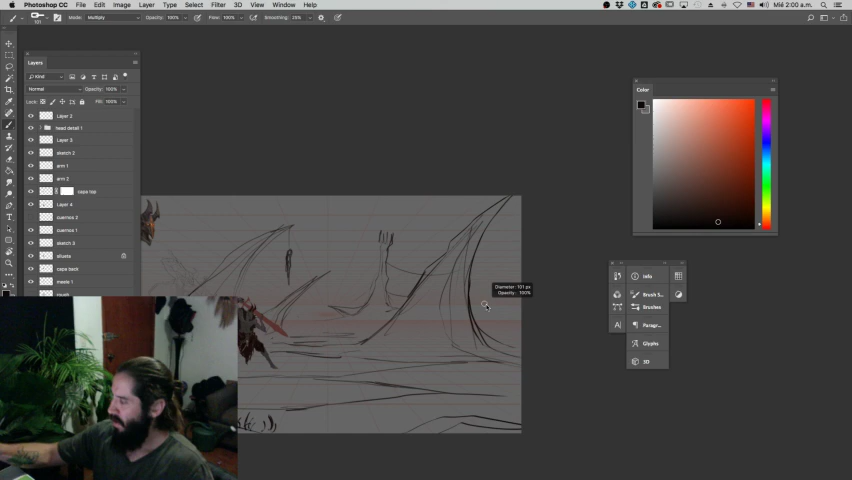 Photoshop CC File Edit Image Layer Type Select Filter 3D View Window Help Mié 2:00 a.m.
101 Mode: Multiply Opacity: 100% Flow: 100% Smoothing: 25%
Layers
Kind
Normal Opacity: 100%
Lock: Fill: 100%
Layer 2
head detail 1
Layer 3
sketch 2
arm 1
arm 2
capa top
Layer 4
cuernos 2
cuernos 1
sketch 3
silueta
capa back
Color
Diameter: 101 px
Opacity: 100%
Info
Brush S...
Brushes
Paragr...
Glyphs
3D